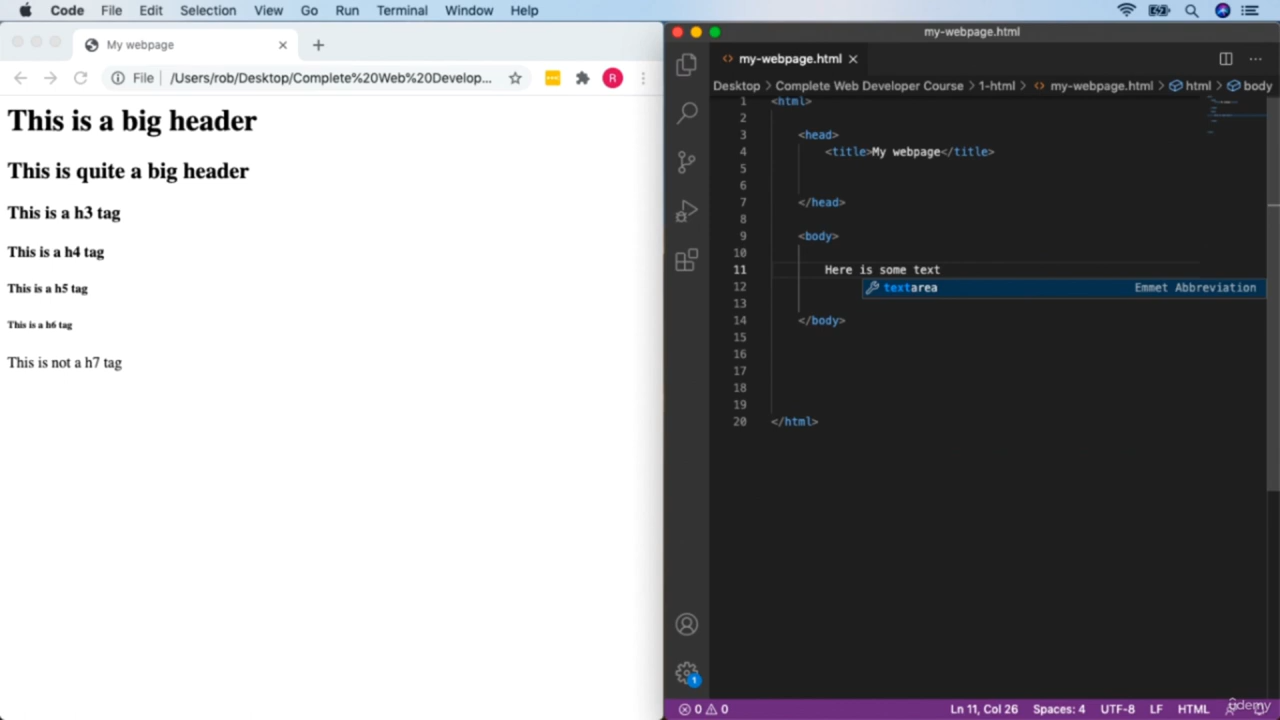 Code File Edit Selection View Go Run Terminal Window Help
My webpage
File /Users/rob/Desktop/Complete%20Web%20Develop... R
This is a big header
This is quite a big header
This is a h3 tag
This is a h4 tag
This is a h5 tag
This is a h6 tag
This is not a h7 tag
my-webpage.html
my-webpage.html
Desktop > Complete Web Developer Course > 1-html > my-webpage.html > html > body
1 <html>
2
3 <head>
4 <title>My webpage</title>
5
6
7 </head>
8
9 <body>
10
11 Here is some text
textarea Emmet Abbreviation
12
13
14 </body>
15
16
17
18
19
20 </html>
1
0 0 Ln 11, Col 26 Spaces: 4 UTF-8 LF HTML
ûdemy